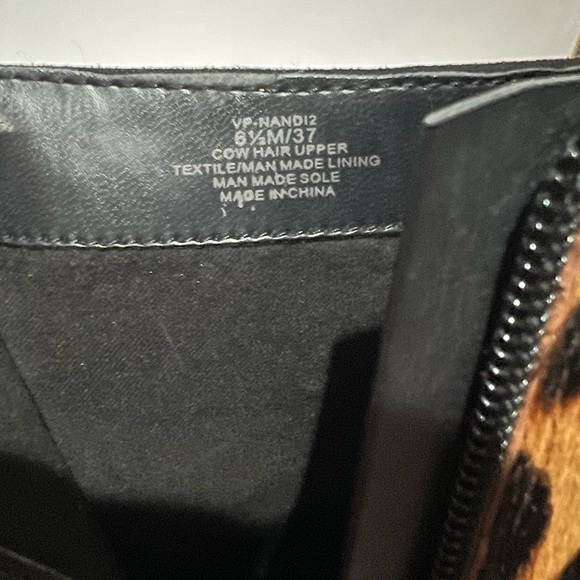 VP-NANDI2
6½M/37
COW HAIR UPPER
TEXTILE/MAN MADE LINING
MAN MADE SOLE
MADE IN CHINA